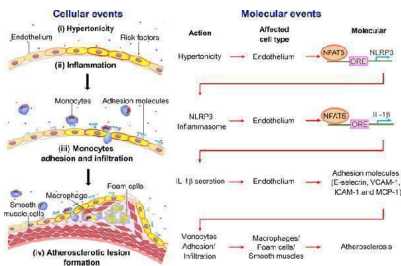 Cellular events
(i) Hypertonicity
Endothelium
Risk factors
(ii) Inflammation
Monocytes
Adhesion molecules
(iii) Monocytes
adhesion and infiltration
Macrophage
Foam cells
Smooth
muscle cells
(iv) Atherosclerotic lesion
formation
Molecular events
Action
Affected
cell type
Molecular
Hypertonicity
Endothelium
NFAT5
ORE
NLRP3
NLRP3
Inflammasome
Endothelium
NFAT5
ORE
IL-1β
IL-1β secretion
Endothelium
Adhesion molecules
(E-selectin, VCAM-1,
ICAM-1 and MCP-1)
Monocytes
Adhesion/
Infiltration
Macrophages/
Foam cells/
Smooth muscles
Atherosclerosis